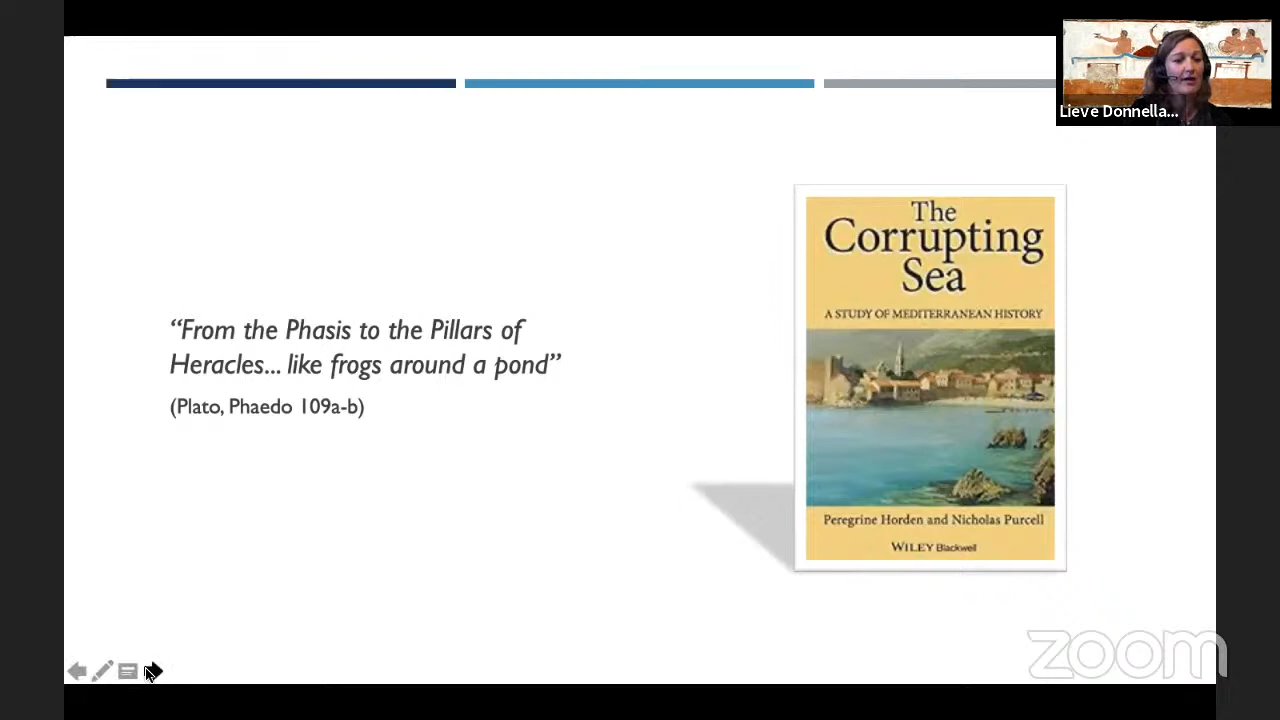 Lieve Donnella...
“From the Phasis to the Pillars of
Heracles... like frogs around a pond”
(Plato, Phaedo 109a-b)
The
Corrupting
Sea
A STUDY OF MEDITERRANEAN HISTORY
Peregrine Horden and Nicholas Purcell
WILEY Blackwell
zoom